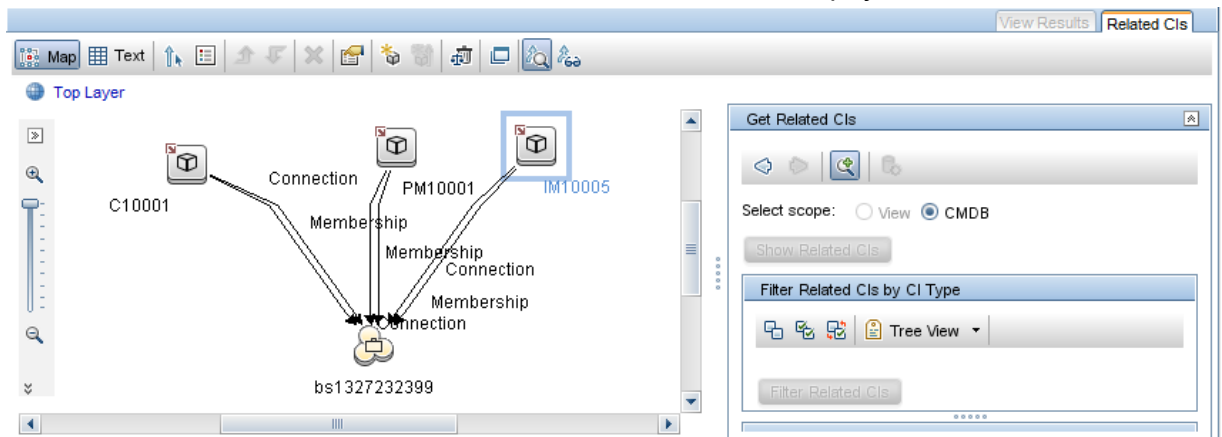 View Results Related CIs
Map Text
Top Layer
Get Related CIs
Connection
PM10001
IM10005
C10001
Select scope: View CMDB
Membership
Membership
Show Related CIs
Connection
Filter Related CIs by CI Type
Membership
Connection
Tree View
bs1327232399
Filter Related CIs